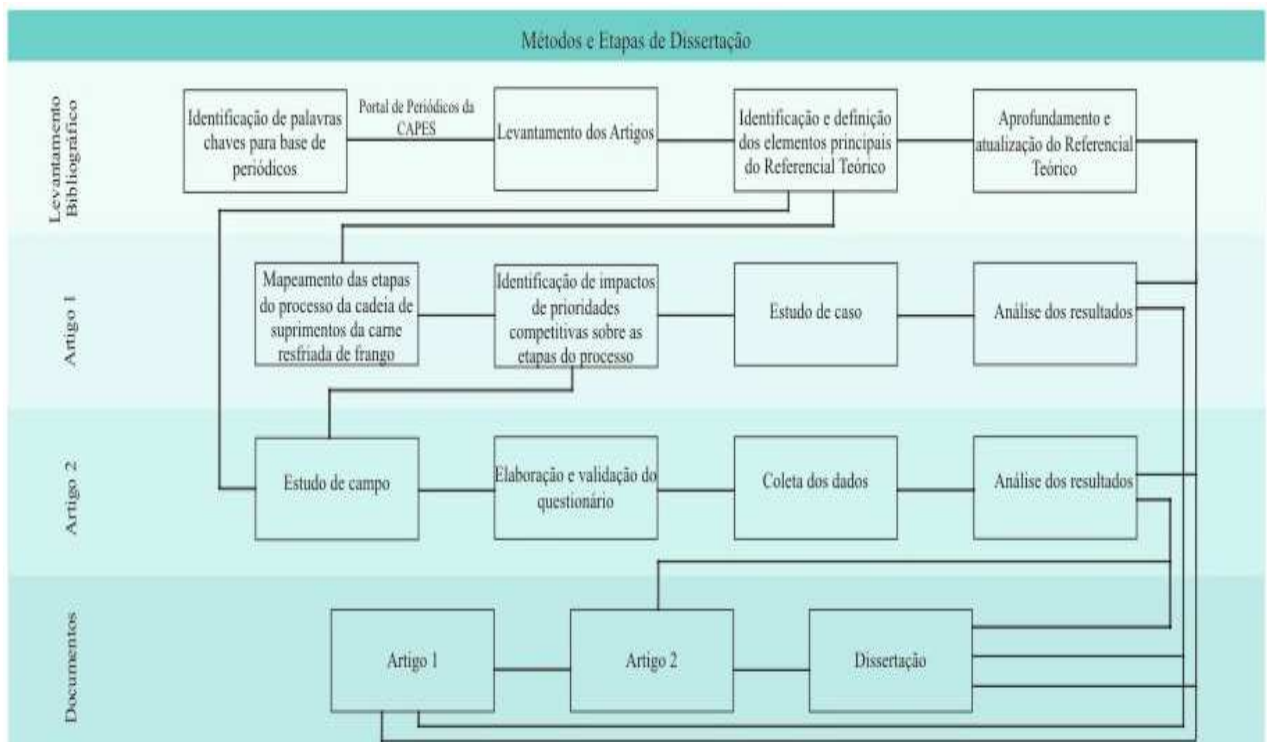 Métodos e Etapas de Dissertação
Levantamento
Bibliográfico
Identificação de palavras
chaves para base de
periódicos
Portal de Periódicos da
CAPES
Levantamento dos Artigos
Identificação e definição
dos elementos principais
do Referencial Teórico
Aprofundamento e
atualização do Referencial
Teórico
Artigo 1
Mapeamento das etapas
do processo da cadeia de
suprimentos da carne
resfriada de frango
Identificação de impactos
de prioridades
competitivas sobre as
etapas do processo
Estudo de caso
Análise dos resultados
Artigo 2
Estudo de campo
Elaboração e validação do
questionário
Coleta dos dados
Análise dos resultados
Documentos
Artigo 1
Artigo 2
Dissertação